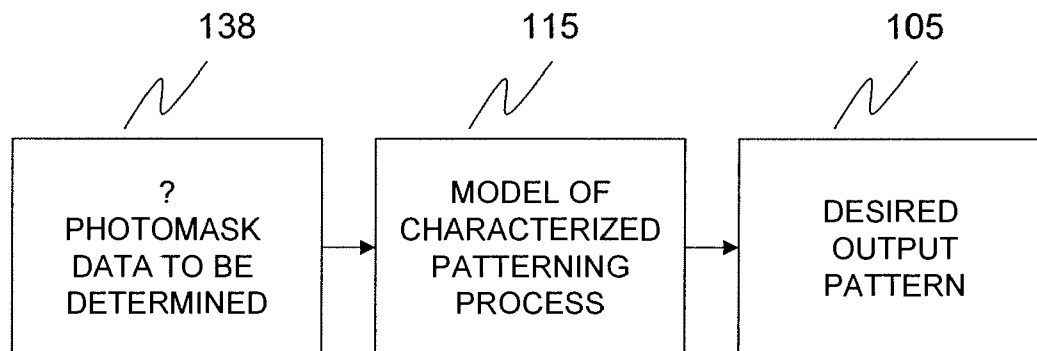 138
115
105
?
PHOTOMASK
DATA TO BE
DETERMINED
MODEL OF
CHARACTERIZED
PATTERNING
PROCESS
DESIRED
OUTPUT
PATTERN